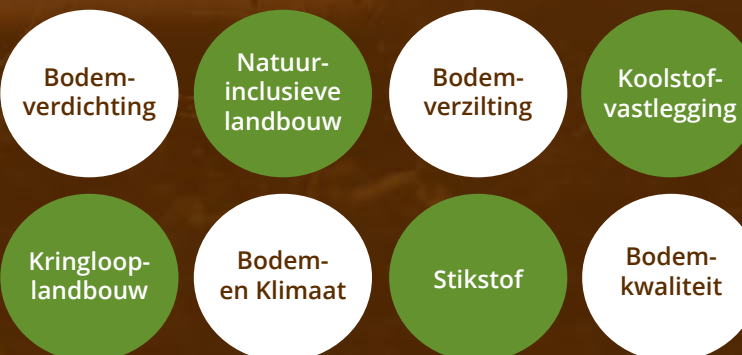 Bodem-
verdichting
Natuur-
inclusieve
landbouw
Bodem-
verzilting
Koolstof-
vastlegging
Kringloop-
landbouw
Bodem-
en Klimaat
Stikstof
Bodem-
kwaliteit